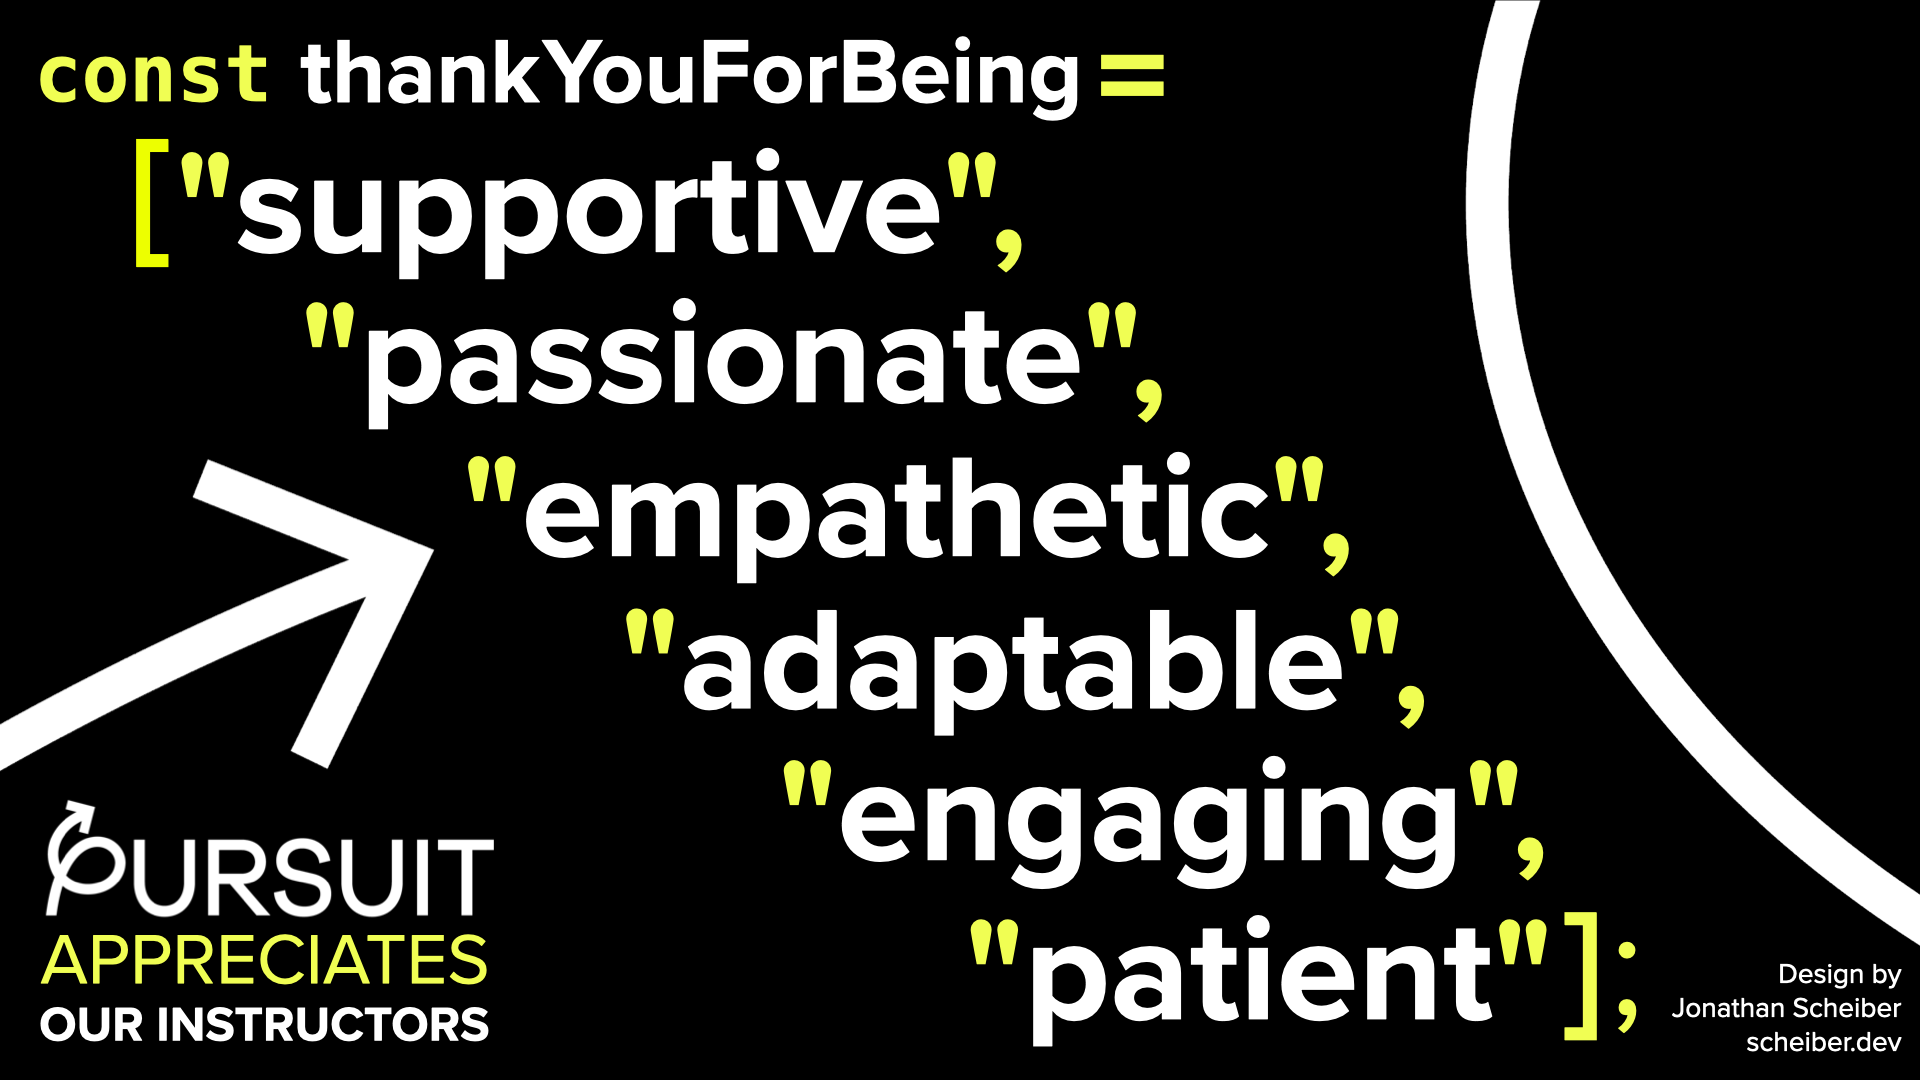 const thankYouForBeing =
["supportive",
"passionate",
"empathetic",
"adaptable",
"engaging",
"patient"];
PURSUIT
APPRECIATES
OUR INSTRUCTORS
Design by
Jonathan Scheiber
scheiber.dev